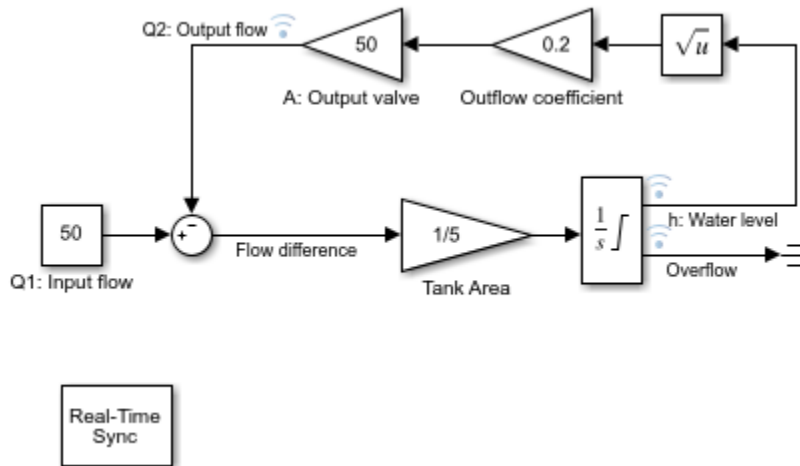 Q2: Output flow
50
0.2
√u
A: Output valve
Outflow coefficient
50
+
-
1/5
1
s
h: Water level
Flow difference
Overflow
Q1: Input flow
Tank Area
Real-Time
Sync